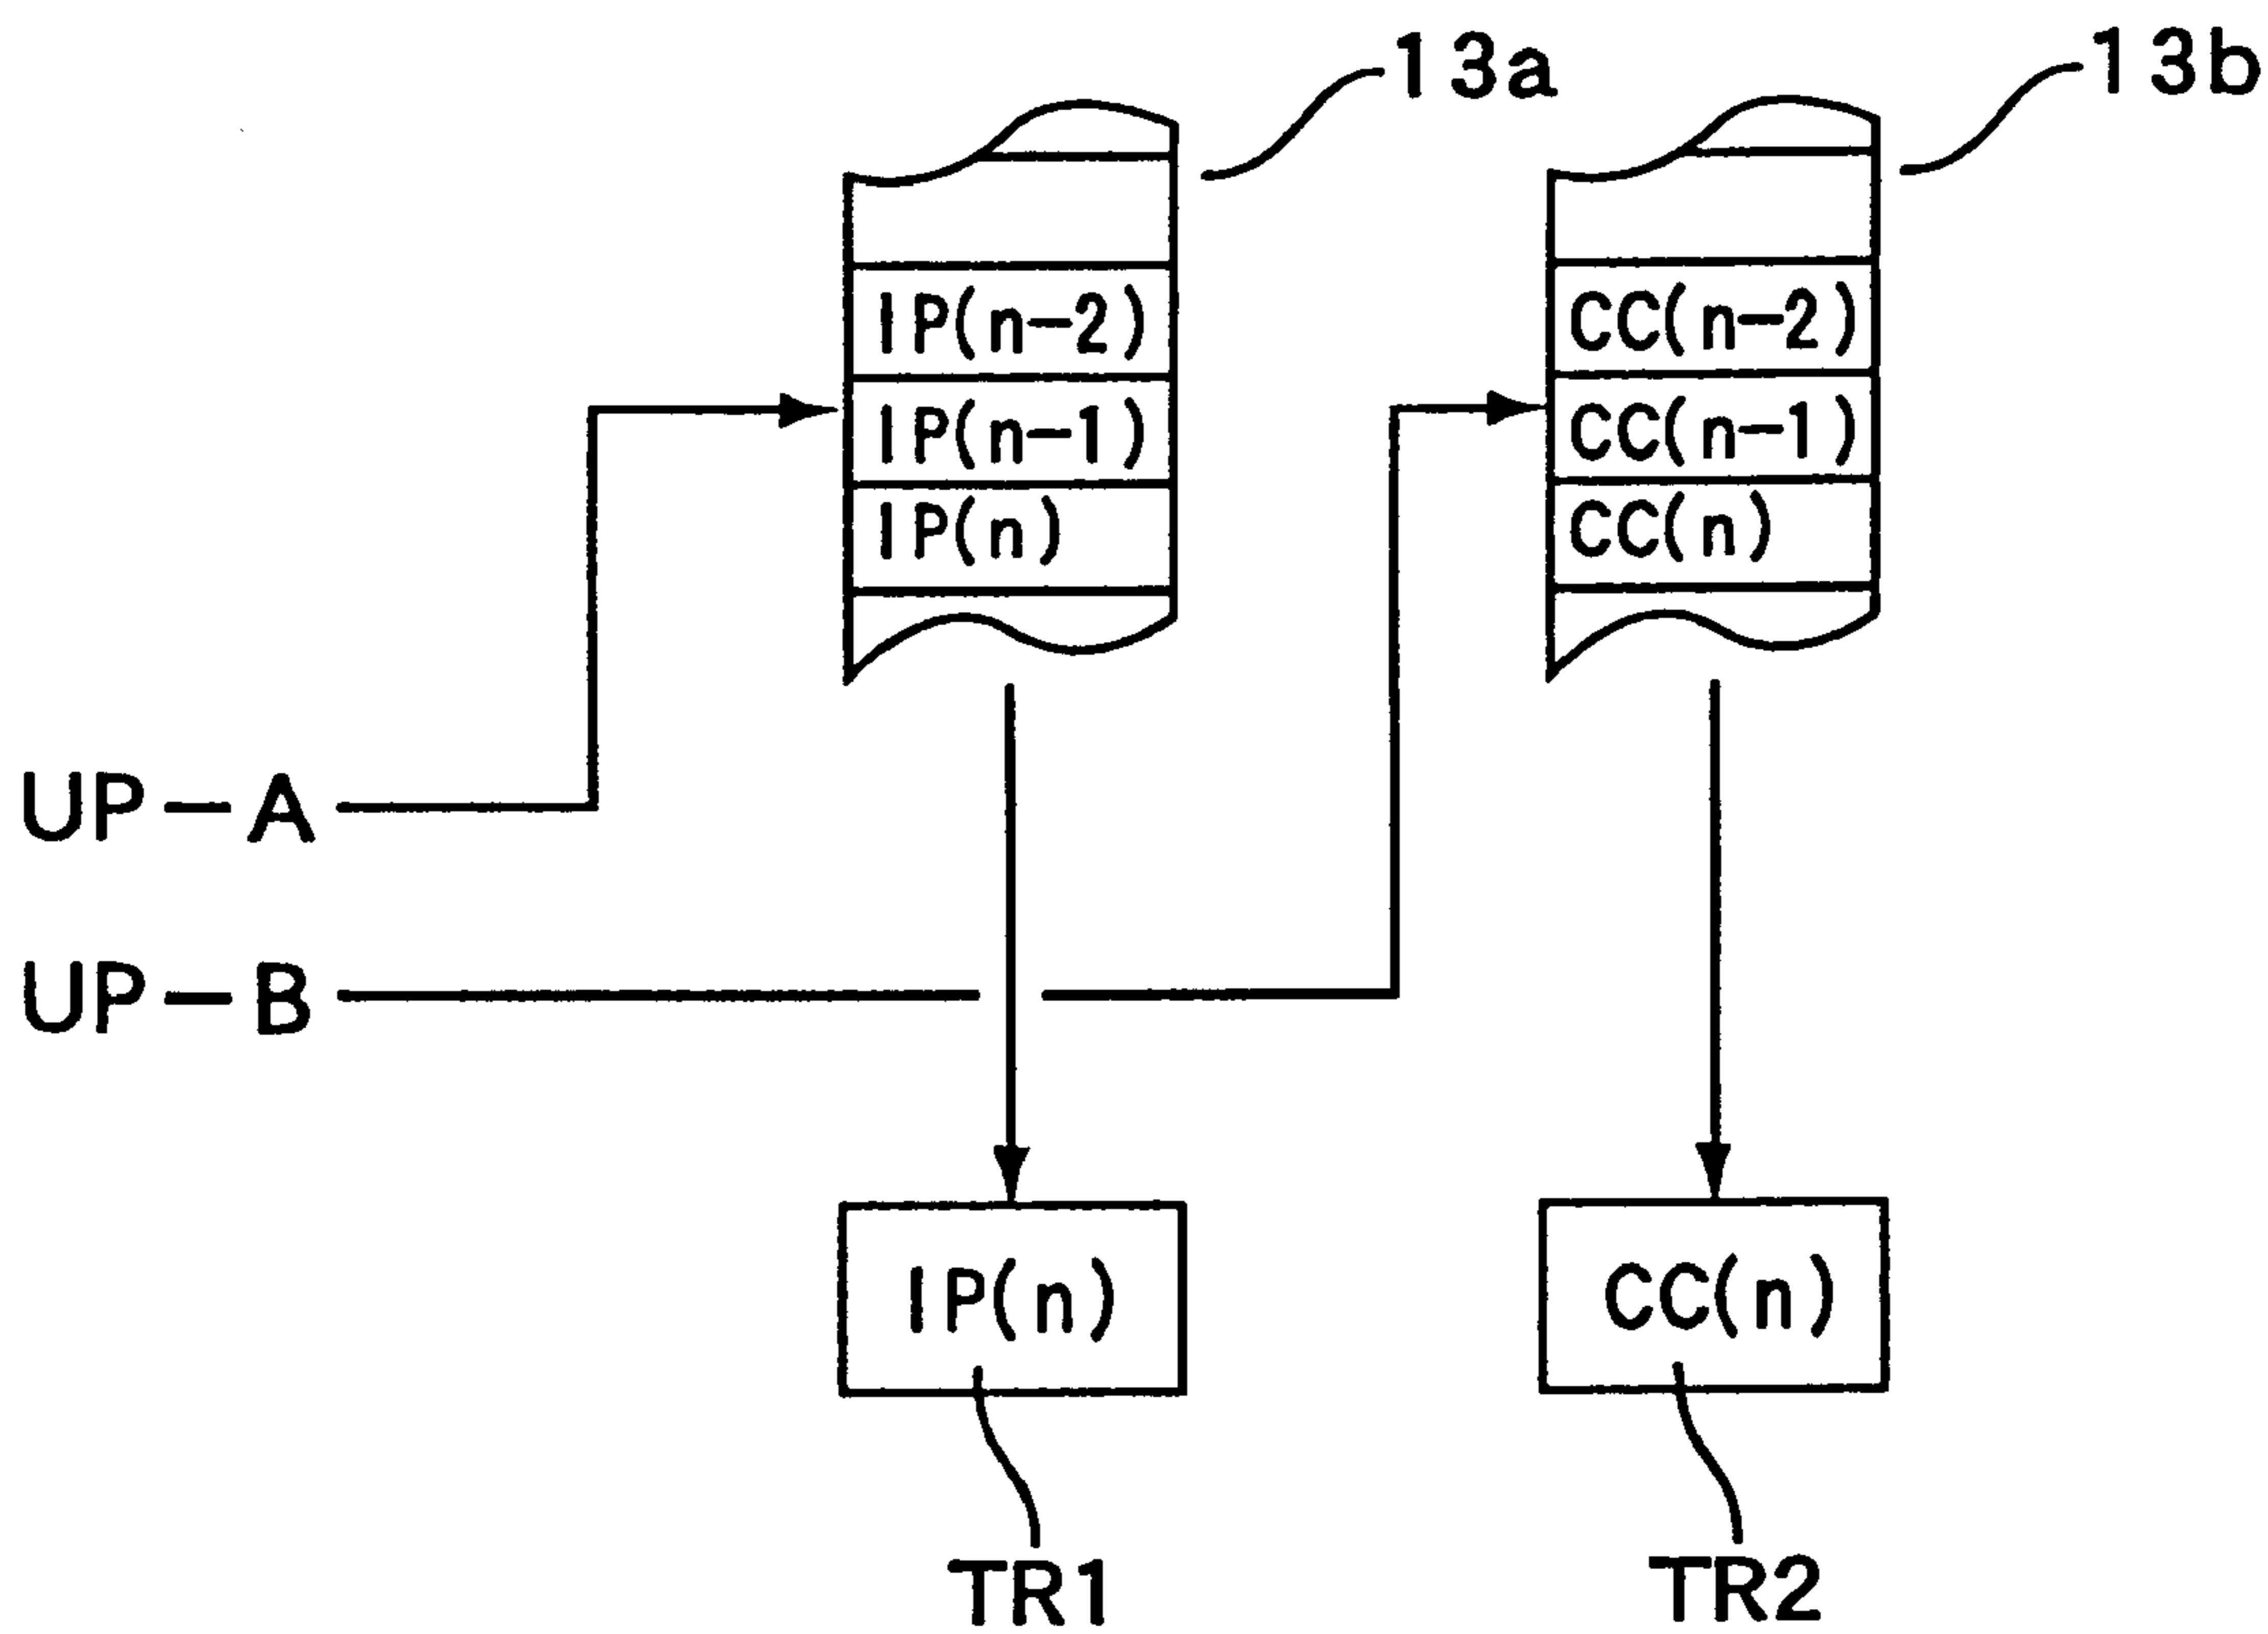 13a
13b
IP(n-2)
IP(n-1)
IP(n)
CC(n-2)
CC(n-1)
CC(n)
UP-A
UP-B
IP(n)
CC(n)
TR1
TR2